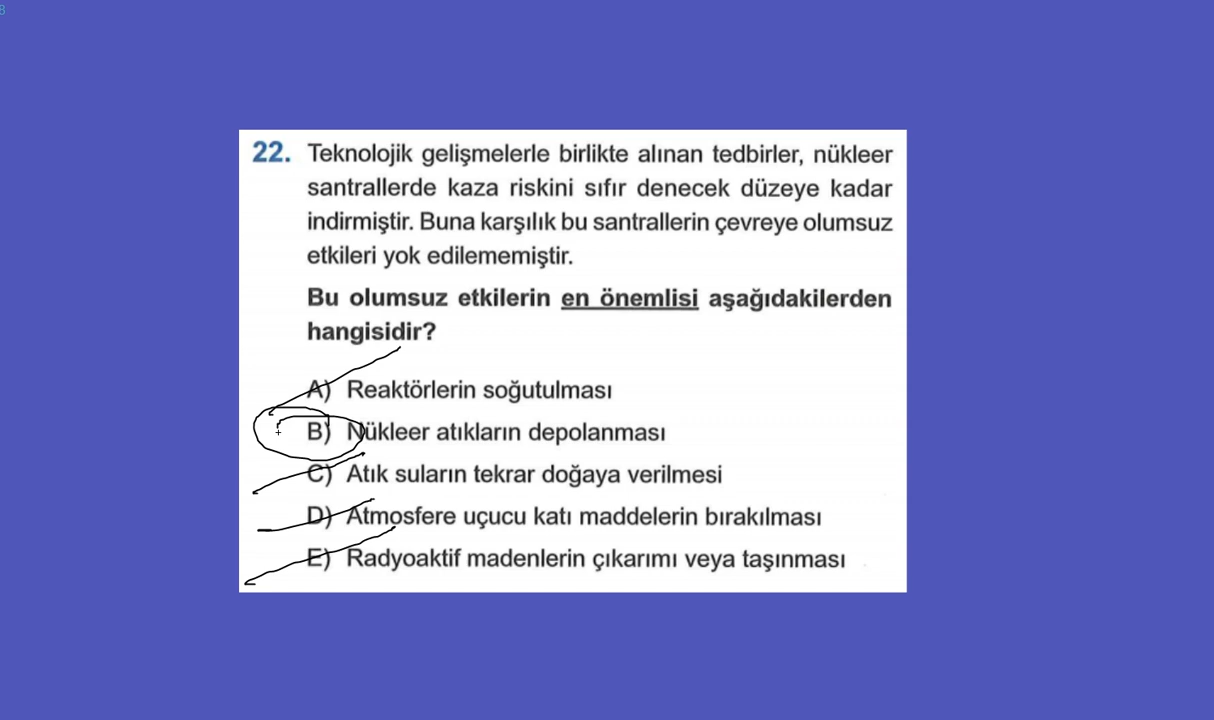 8
22. Teknolojik gelişmelerle birlikte alınan tedbirler, nükleer
santrallerde kaza riskini sıfır denecek düzeye kadar
indirmiştir. Buna karşılık bu santrallerin çevreye olumsuz
etkileri yok edilememiştir.
Bu olumsuz etkilerin en önemlisi aşağıdakilerden
hangisidir?
A) Reaktörlerin soğutulması
B) Nükleer atıkların depolanması
C) Atık suların tekrar doğaya verilmesi
D) Atmosfere uçucu katı maddelerin bırakılması
E) Radyoaktif madenlerin çıkarımı veya taşınması